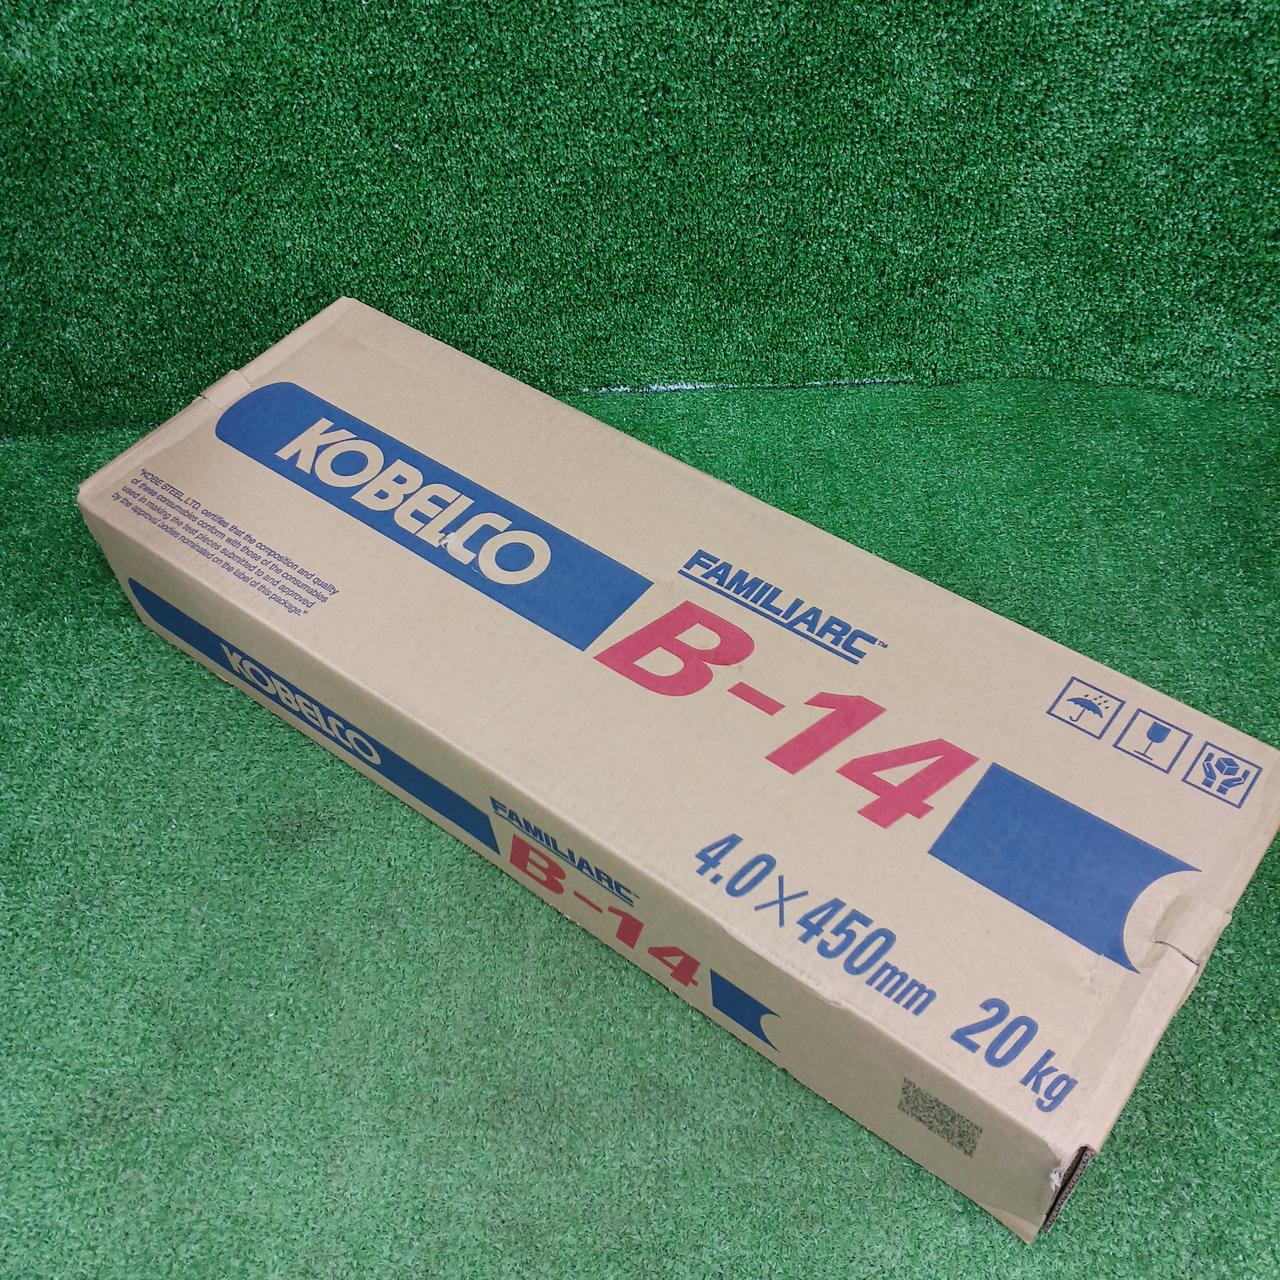 KOBELCO
"KOBE STEEL, LTD. certifies that the composition and quality
of these consumables conform with those of the consumables
used in making the test pieces submitted to and approved
by the approval bodies nominated on the label of this package."
FAMILIARC™
B-14
4.0×450mm 20kg
KOBELCO
FAMILIARC™
B-14